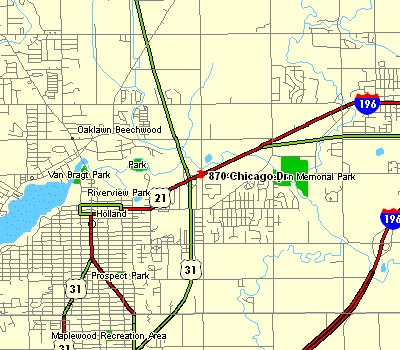 196
Oaklawn Beechwood
Park
Van Bragt Park
870 Chicago Dr
n Memorial Park
Riverview Park
21
Holland
196
31
Prospect Park
31
Maplewood Recreation Area
31